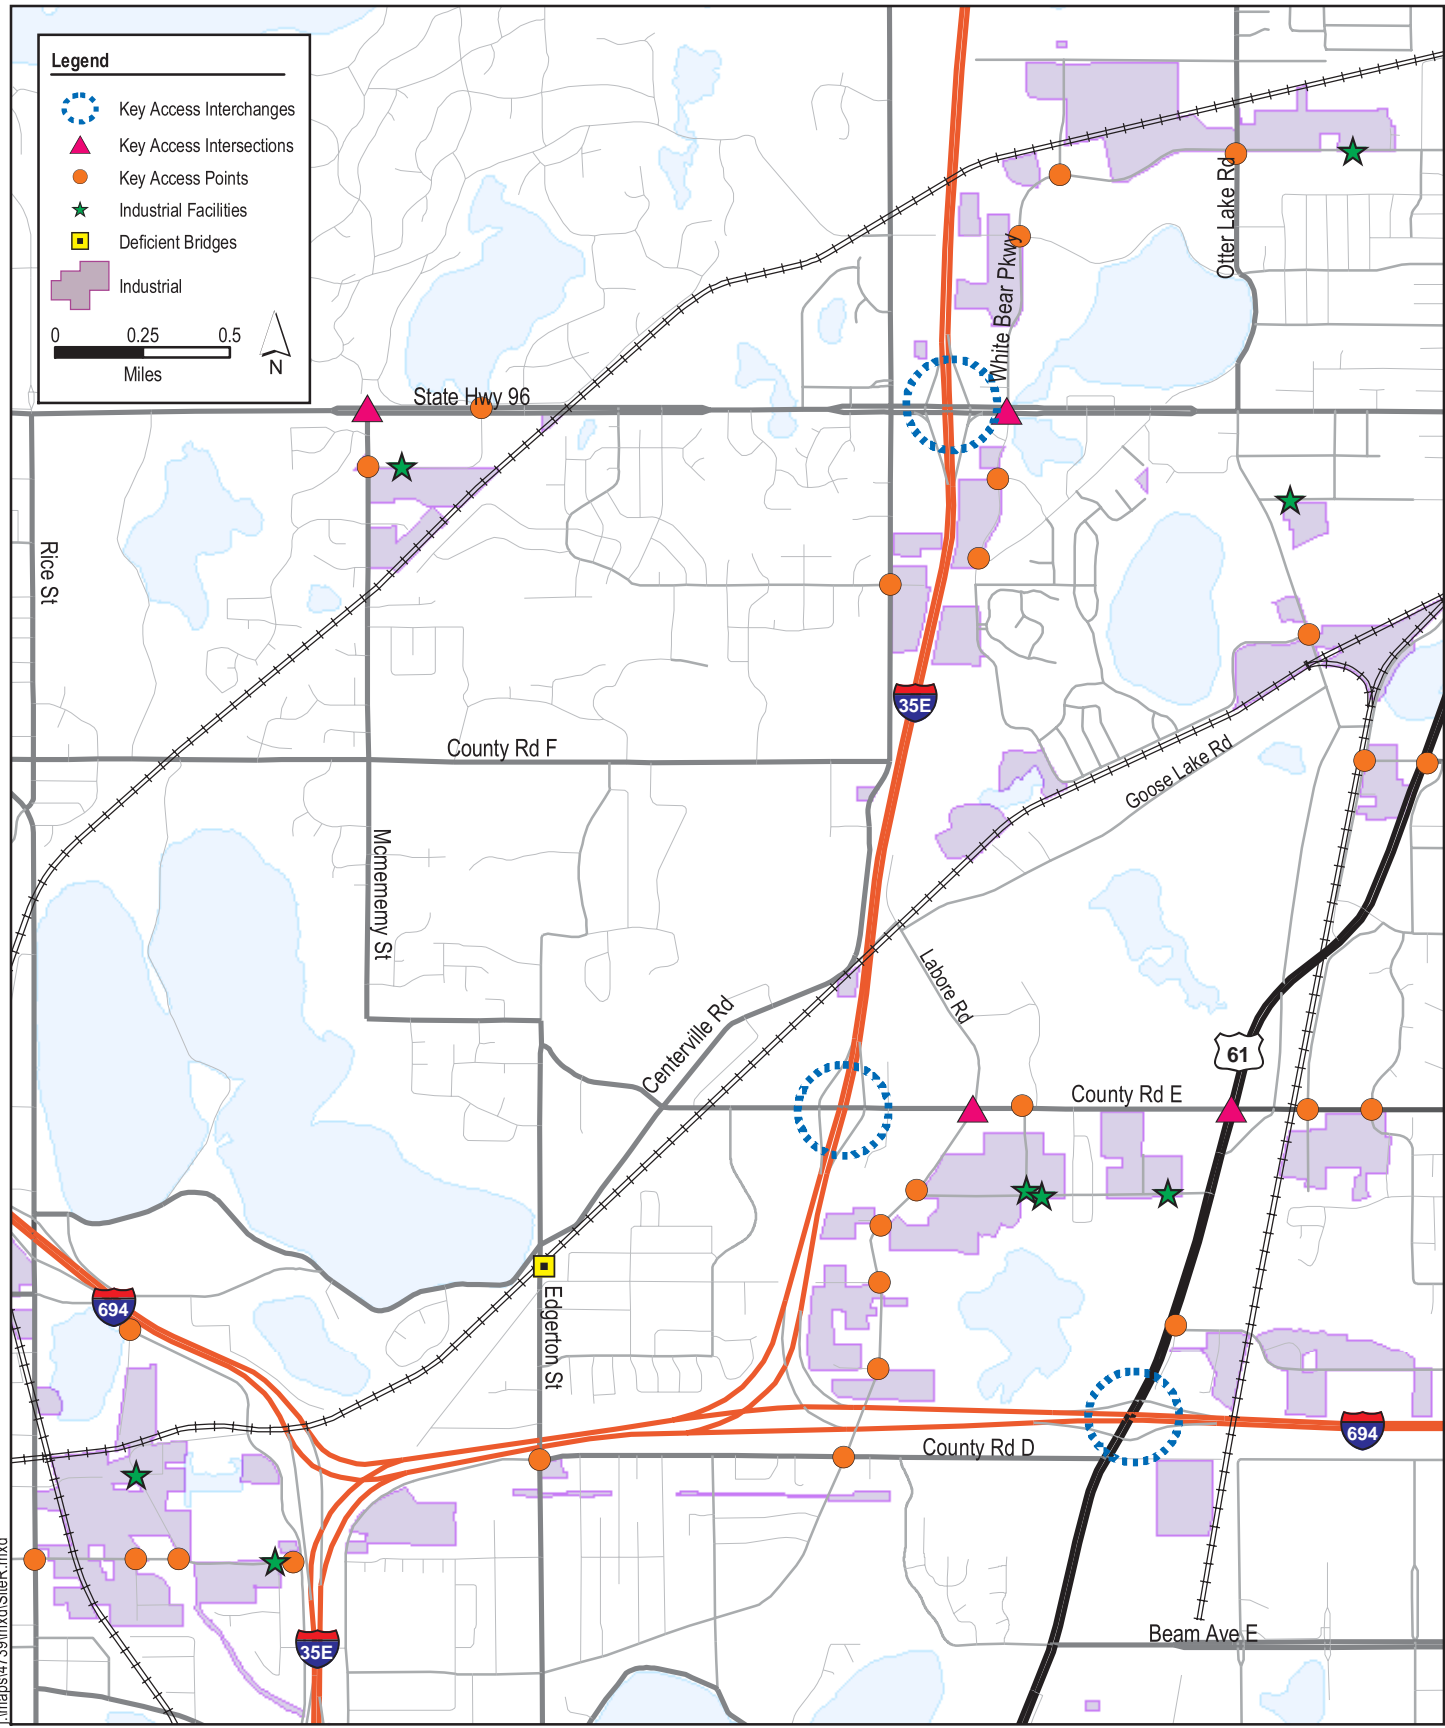 Legend
Key Access Interchanges
Key Access Intersections
Key Access Points
Industrial Facilities
Deficient Bridges
Industrial
0 0.25 0.5
Miles
N
Otter Lake Rd
White Bear Pkwy
State Hwy 96
Rice St
35E
County Rd F
Goose Lake Rd
Mcmememy St
Labore Rd
Centerville Rd
61
County Rd E
694
Edgerton St
694
County Rd D
35E
Beam Ave E